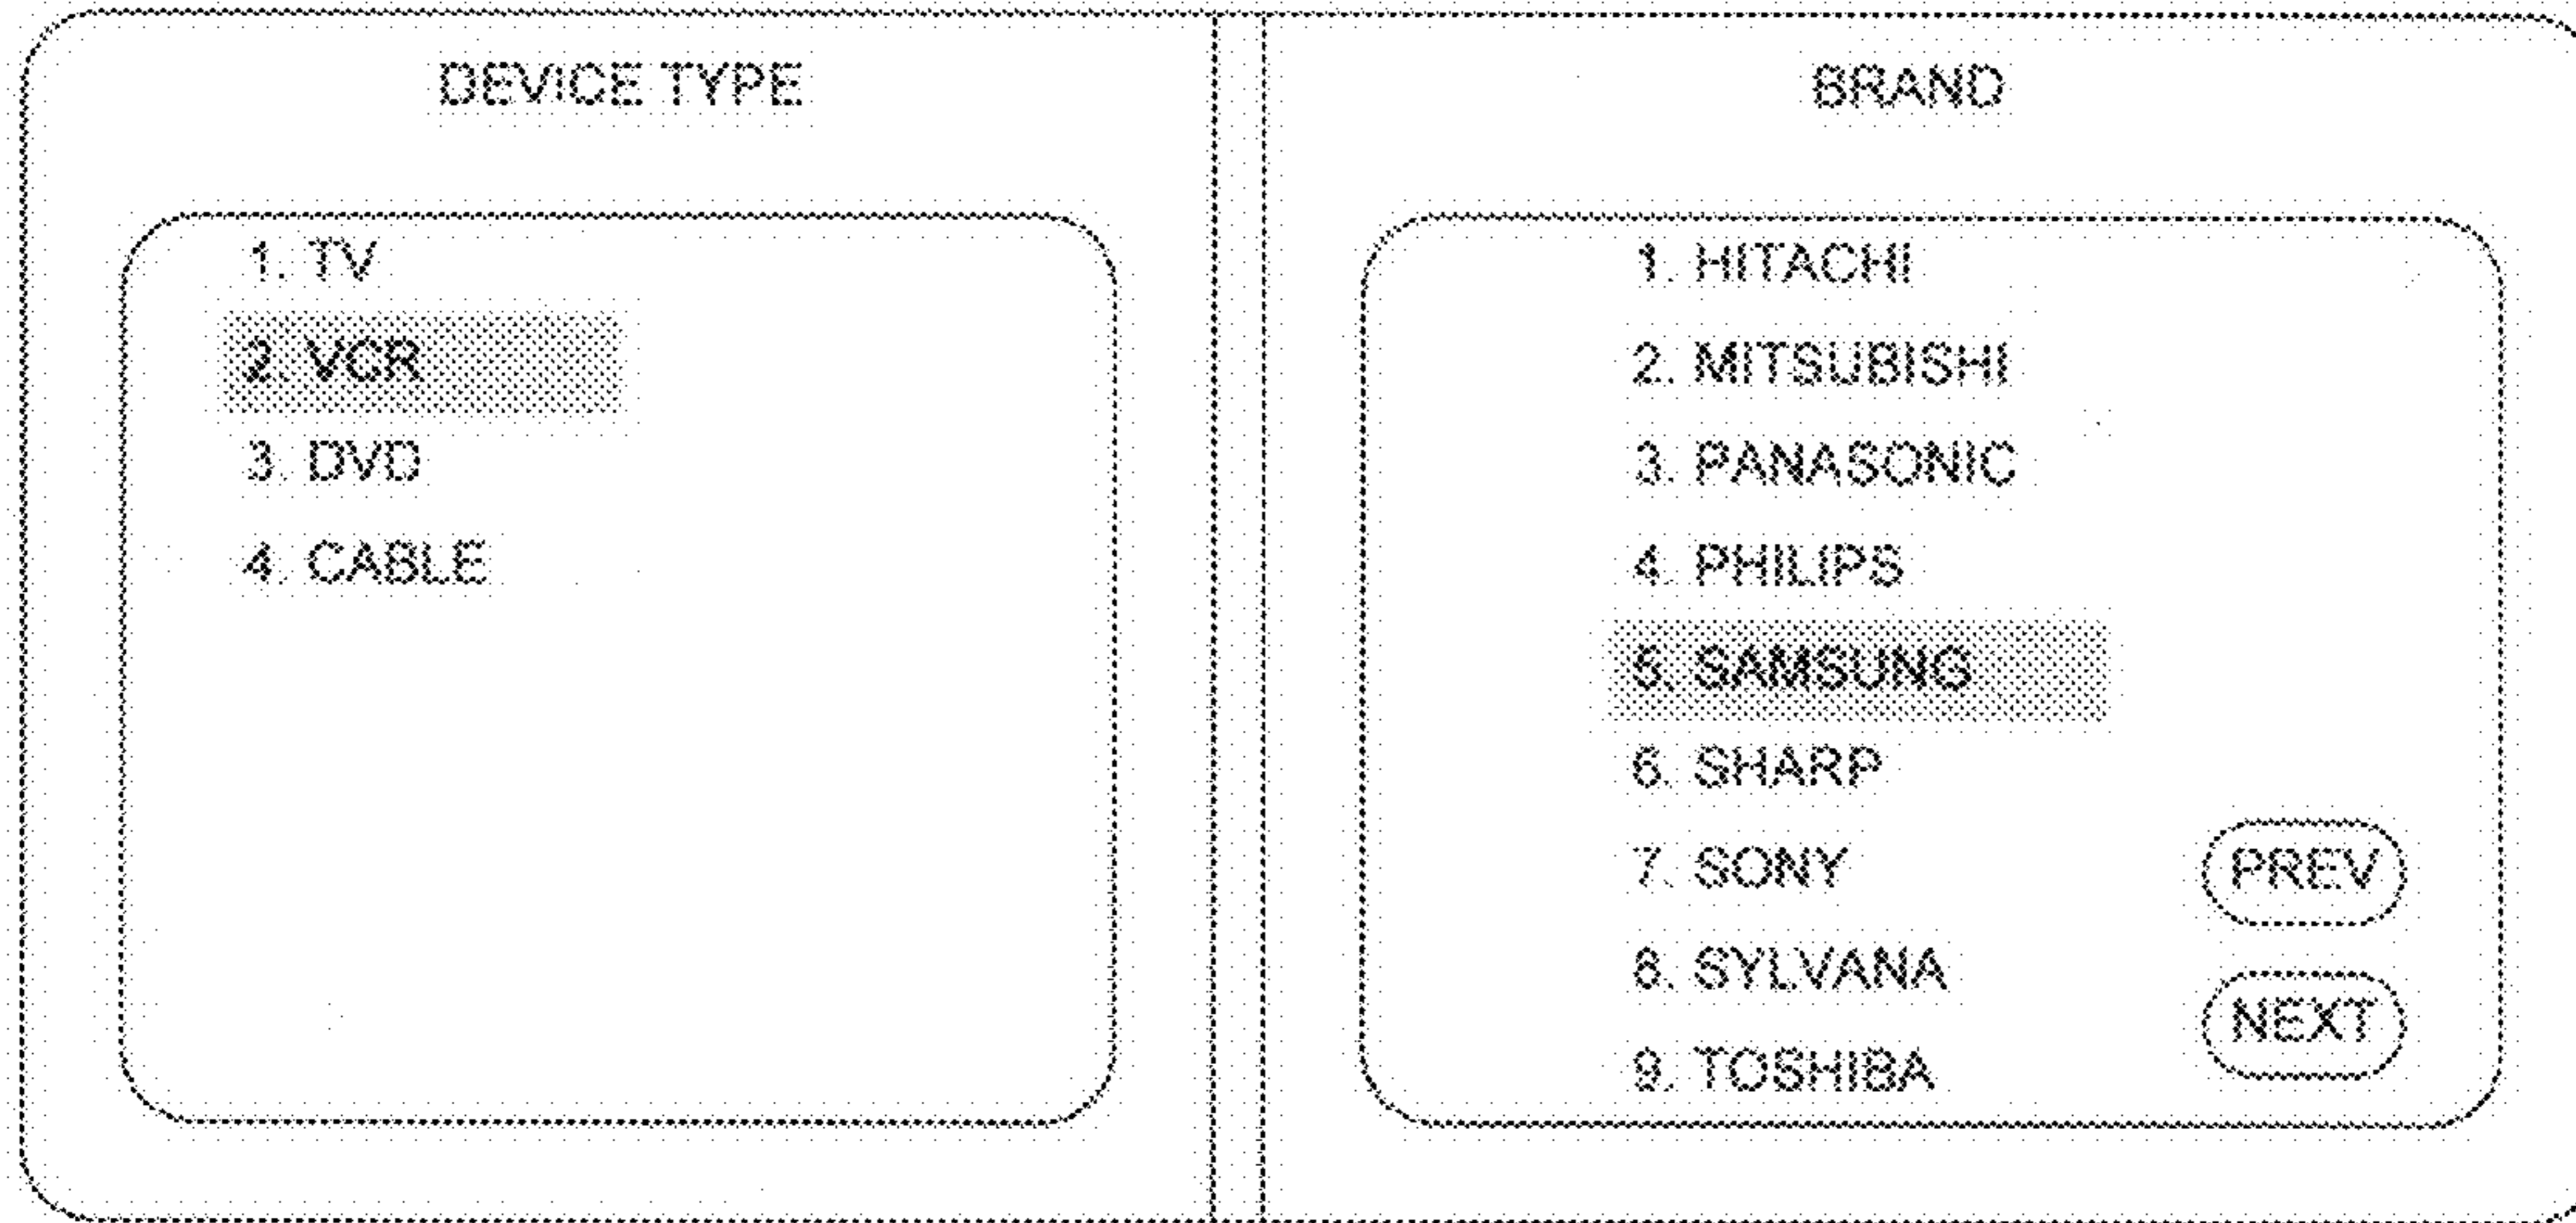 DEVICE TYPE
1. TV
2. VCR
3. DVD
4. CABLE
BRAND
1. HITACHI
2. MITSUBISHI
3. PANASONIC
4. PHILIPS
5. SAMSUNG
6. SHARP
7. SONY
8. SYLVANA
9. TOSHIBA
PREV
NEXT